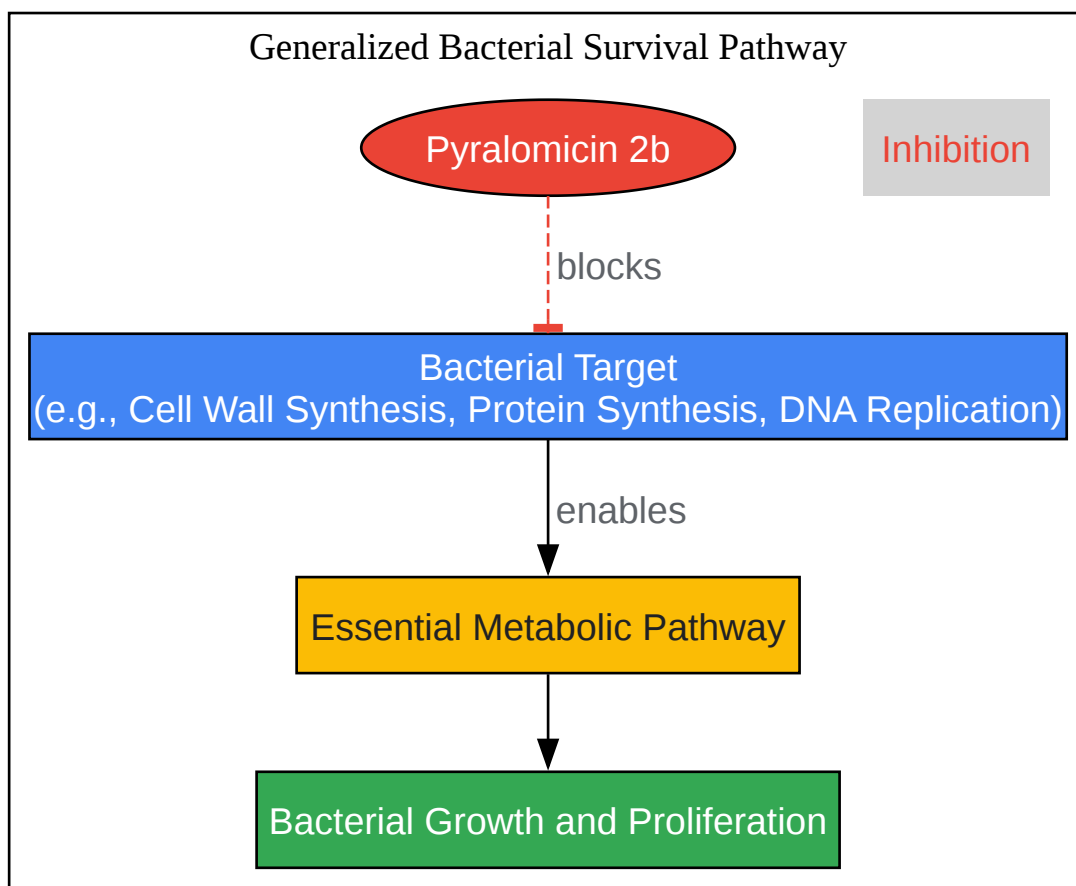 Generalized Bacterial Survival Pathway
Pyralomicin 2b
Inhibition
blocks
Bacterial Target
(e.g., Cell Wall Synthesis, Protein Synthesis, DNA Replication)
enables
Essential Metabolic Pathway
Bacterial Growth and Proliferation